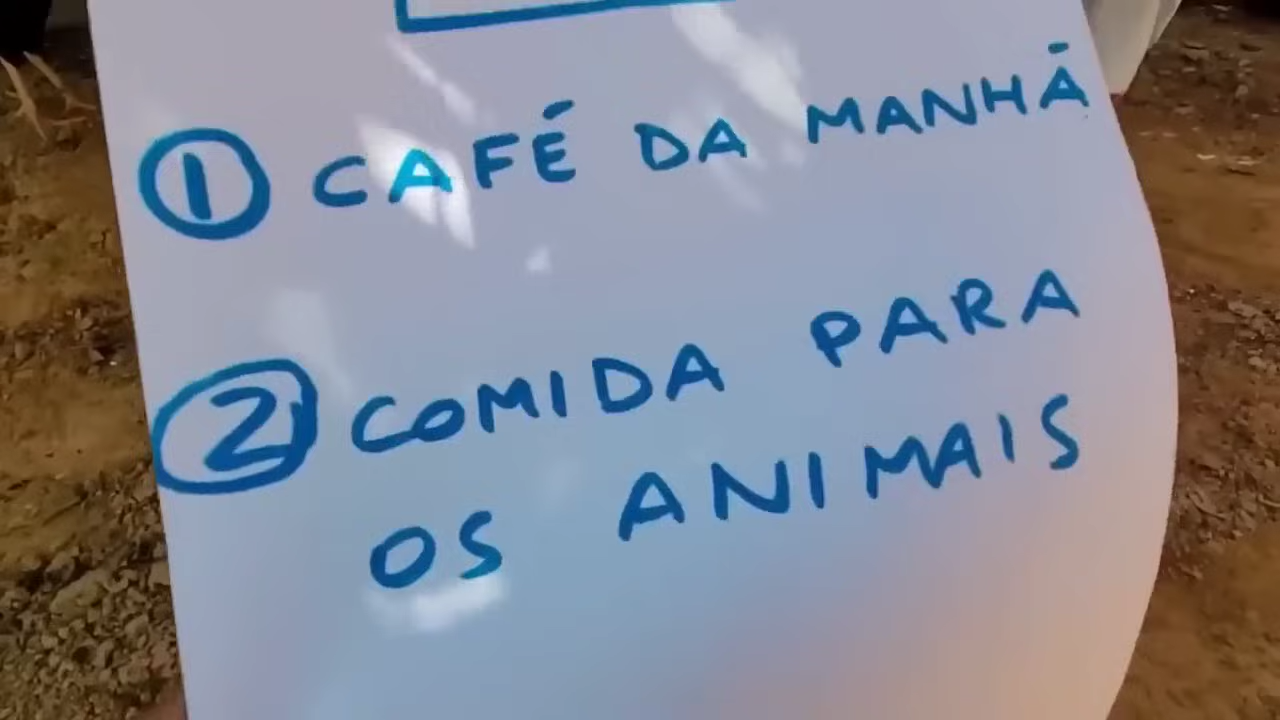 ① CAFÉ DA MANHÃ
② COMIDA PARA
OS ANIMAIS